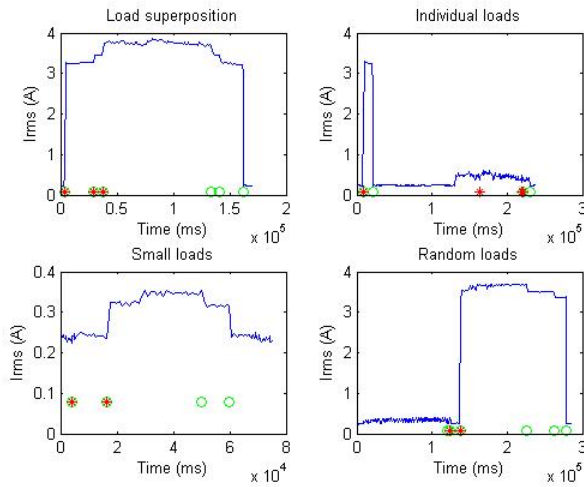 Load superposition
4
3
2
1
0
Irms (A)
0
0.5
1
1.5
2
Time (ms)
x 10^5
Individual loads
4
3
2
1
0
Irms (A)
0
1
2
3
Time (ms)
x 10^5
Small loads
0.4
0.3
0.2
0.1
0
Irms (A)
0
2
4
6
8
Time (ms)
x 10^4
Random loads
4
3
2
1
0
Irms (A)
0
1
2
3
Time (ms)
x 10^5